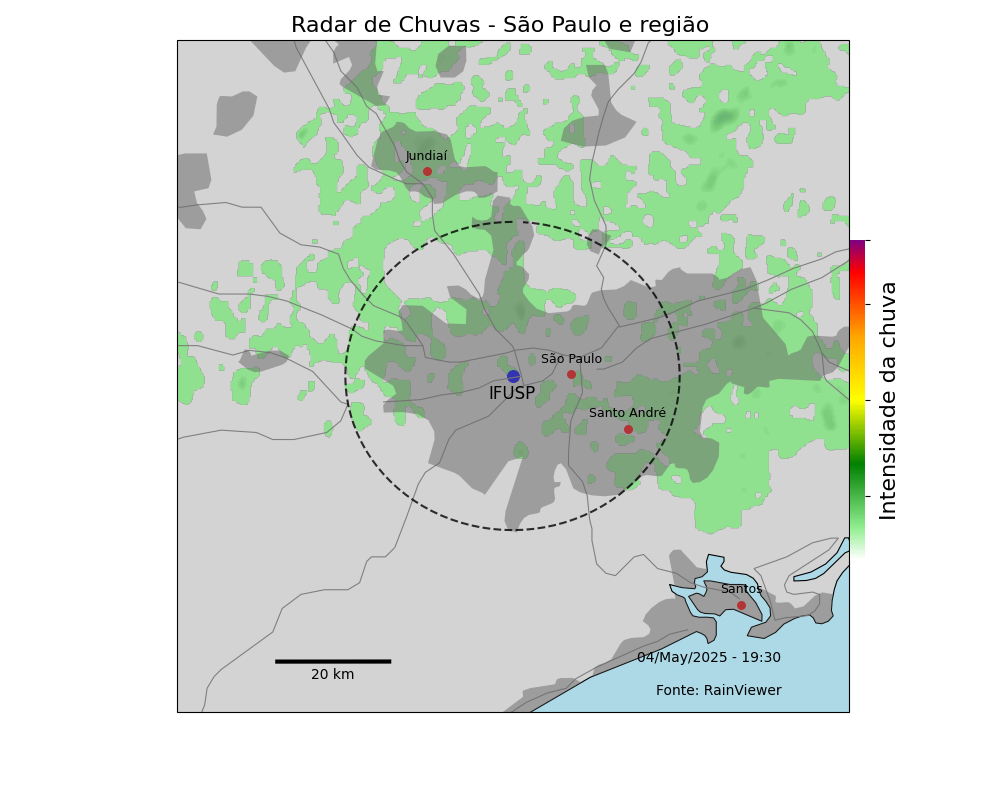 Radar de Chuvas - São Paulo e região
Jundiaí
São Paulo
IFUSP
Santo André
Intensidade da chuva
Santos
04/May/2025 - 19:30
20 km
Fonte: RainViewer